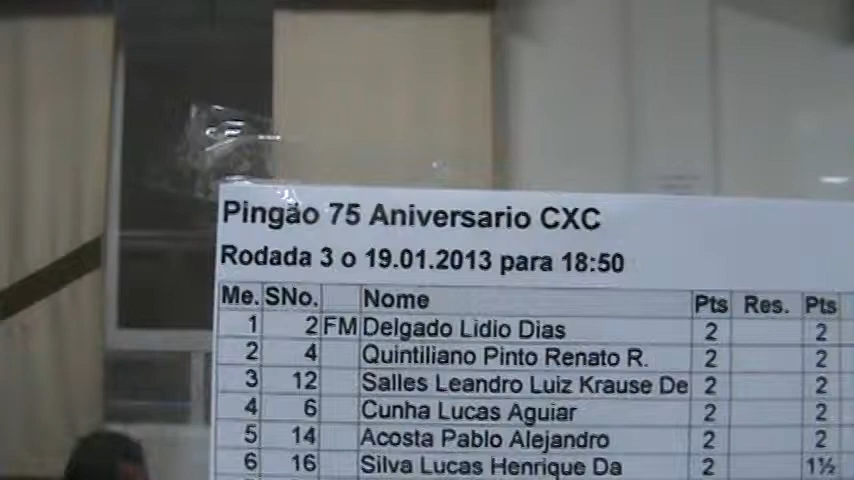 Pingão 75 Aniversario CXC
Rodada 3 o 19.01.2013 para 18:50
Me. SNo. Nome Pts Res. Pts
1 2 FM Delgado Lidio Dias 2 2
2 4 Quintiliano Pinto Renato R. 2 2
3 12 Salles Leandro Luiz Krause De 2 2
4 6 Cunha Lucas Aguiar 2 2
5 14 Acosta Pablo Alejandro 2 2
6 16 Silva Lucas Henrique Da 2 1½